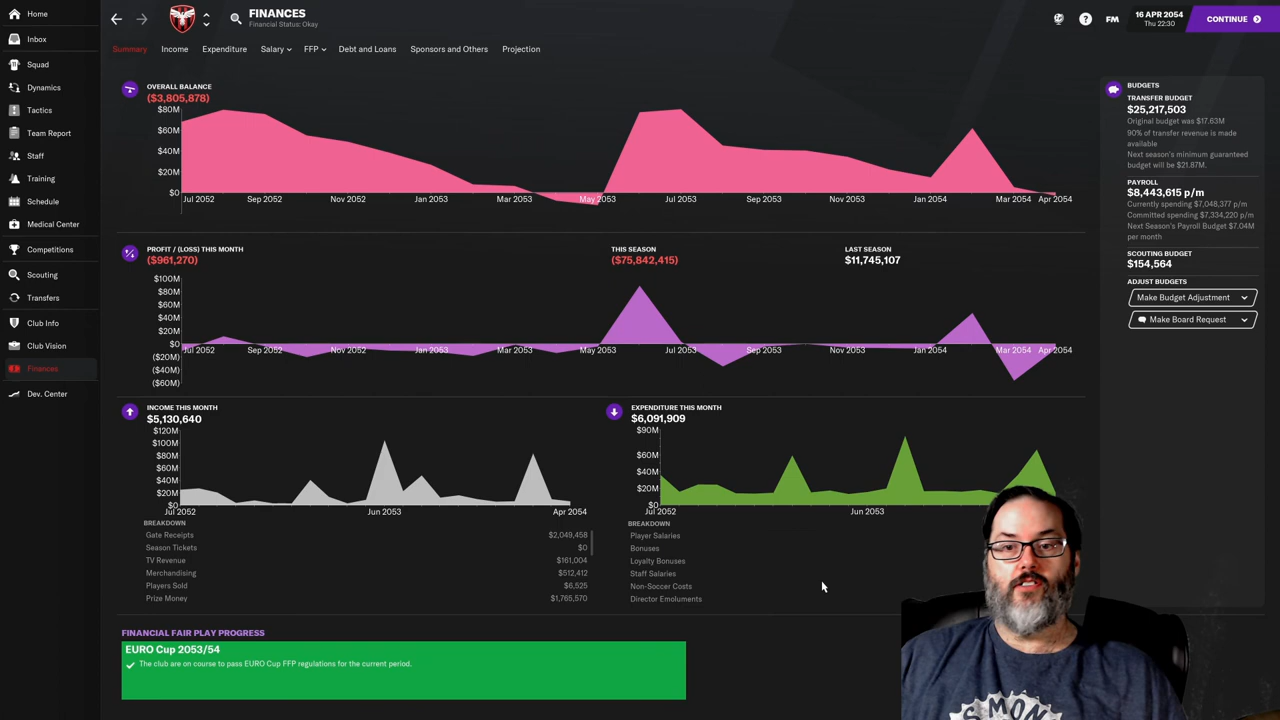 Home
Inbox
Squad
Dynamics
Tactics
Team Report
Staff
Training
Schedule
Medical Center
Competitions
Scouting
Transfers
Club Info
Club Vision
Finances
Dev. Center
FINANCES
Financial Status: Okay
FM
16 APR 2054
Thu 22:30
CONTINUE
Summary
Income
Expenditure
Salary
FFP
Debt and Loans
Sponsors and Others
Projection
OVERALL BALANCE
($3,805,878)
$80M
$60M
$40M
$20M
$0
Jul 2052 Sep 2052 Nov 2052 Jan 2053 Mar 2053 May 2053 Jul 2053 Sep 2053 Nov 2053 Jan 2054 Mar 2054 Apr 2054
PROFIT / (LOSS) THIS MONTH
($961,270)
THIS SEASON
($75,842,415)
LAST SEASON
$11,745,107
$100M
$80M
$60M
$40M
$20M
$0
($20M)
($40M)
($60M)
Jul 2052 Sep 2052 Nov 2052 Jan 2053 Mar 2053 May 2053 Jul 2053 Sep 2053 Nov 2053 Jan 2054 Mar 2054 Apr 2054
INCOME THIS MONTH
$5,130,640
$120M
$100M
$80M
$60M
$40M
$20M
$0
Jul 2052 Jun 2053 Apr 2054
BREAKDOWN
Gate Receipts $2,049,458
Season Tickets $0
TV Revenue $161,004
Merchandising $512,412
Players Sold $6,525
Prize Money $1,765,570
EXPENDITURE THIS MONTH
$6,091,909
$90M
$60M
$40M
$20M
$0
Jul 2052 Jun 2053
BREAKDOWN
Player Salaries
Bonuses
Loyalty Bonuses
Staff Salaries
Non-Soccer Costs
Director Emoluments
FINANCIAL FAIR PLAY PROGRESS
EURO Cup 2053/54
The club are on course to pass EURO Cup FFP regulations for the current period.
BUDGETS
TRANSFER BUDGET
$25,217,503
Original budget was $17.63M
90% of transfer revenue is made
available
Next season's minimum guaranteed
budget will be $21.87M.
PAYROLL
$8,443,615 p/m
Currently spending $7,048,377 p/m
Committed spending $7,334,220 p/m
Next Season's Payroll Budget $7.04M
per month
SCOUTING BUDGET
$154,564
ADJUST BUDGETS
Make Budget Adjustment
Make Board Request